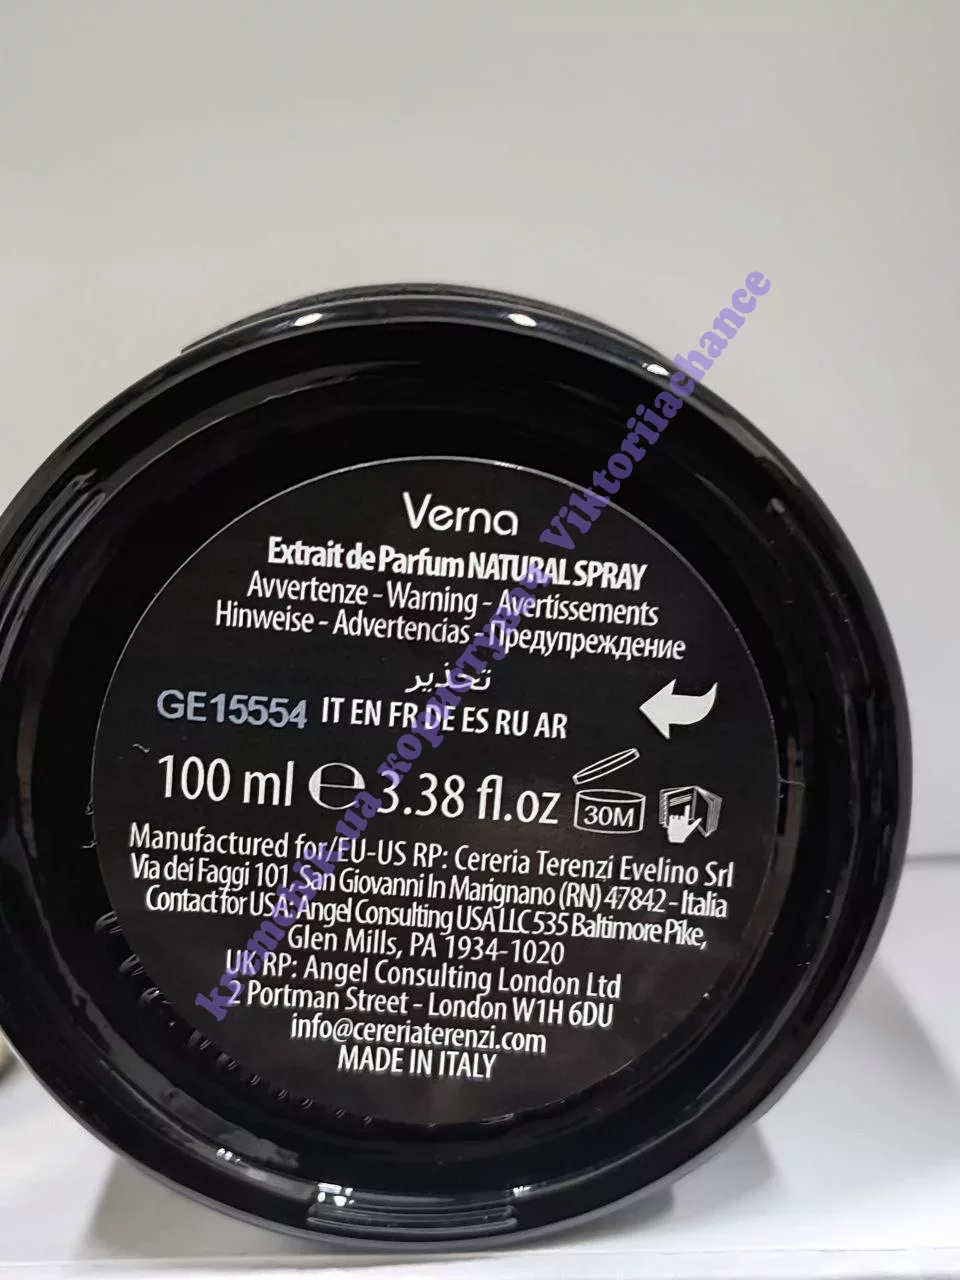 Verna
Extrait de Parfum NATURAL SPRAY
Avvertenze - Warning - Avertissements
Hinweise - Advertencias - Предупреждение
تحذير
GE15554 IT EN FR DE ES RU AR
100 ml ℮ 3.38 fl.oz 30M
Manufactured for/EU-US RP: Cereria Terenzi Evelino Srl
Via dei Faggi 101, San Giovanni In Marignano (RN) 47842 - Italia
Contact for USA: Angel Consulting USA LLC 535 Baltimore Pike,
Glen Mills, PA 1934-1020
UK RP: Angel Consulting London Ltd
2 Portman Street - London W1H 6DU
info@cereriaterenzi.com
MADE IN ITALY
kremchik.ua користувач Viktoriiachance